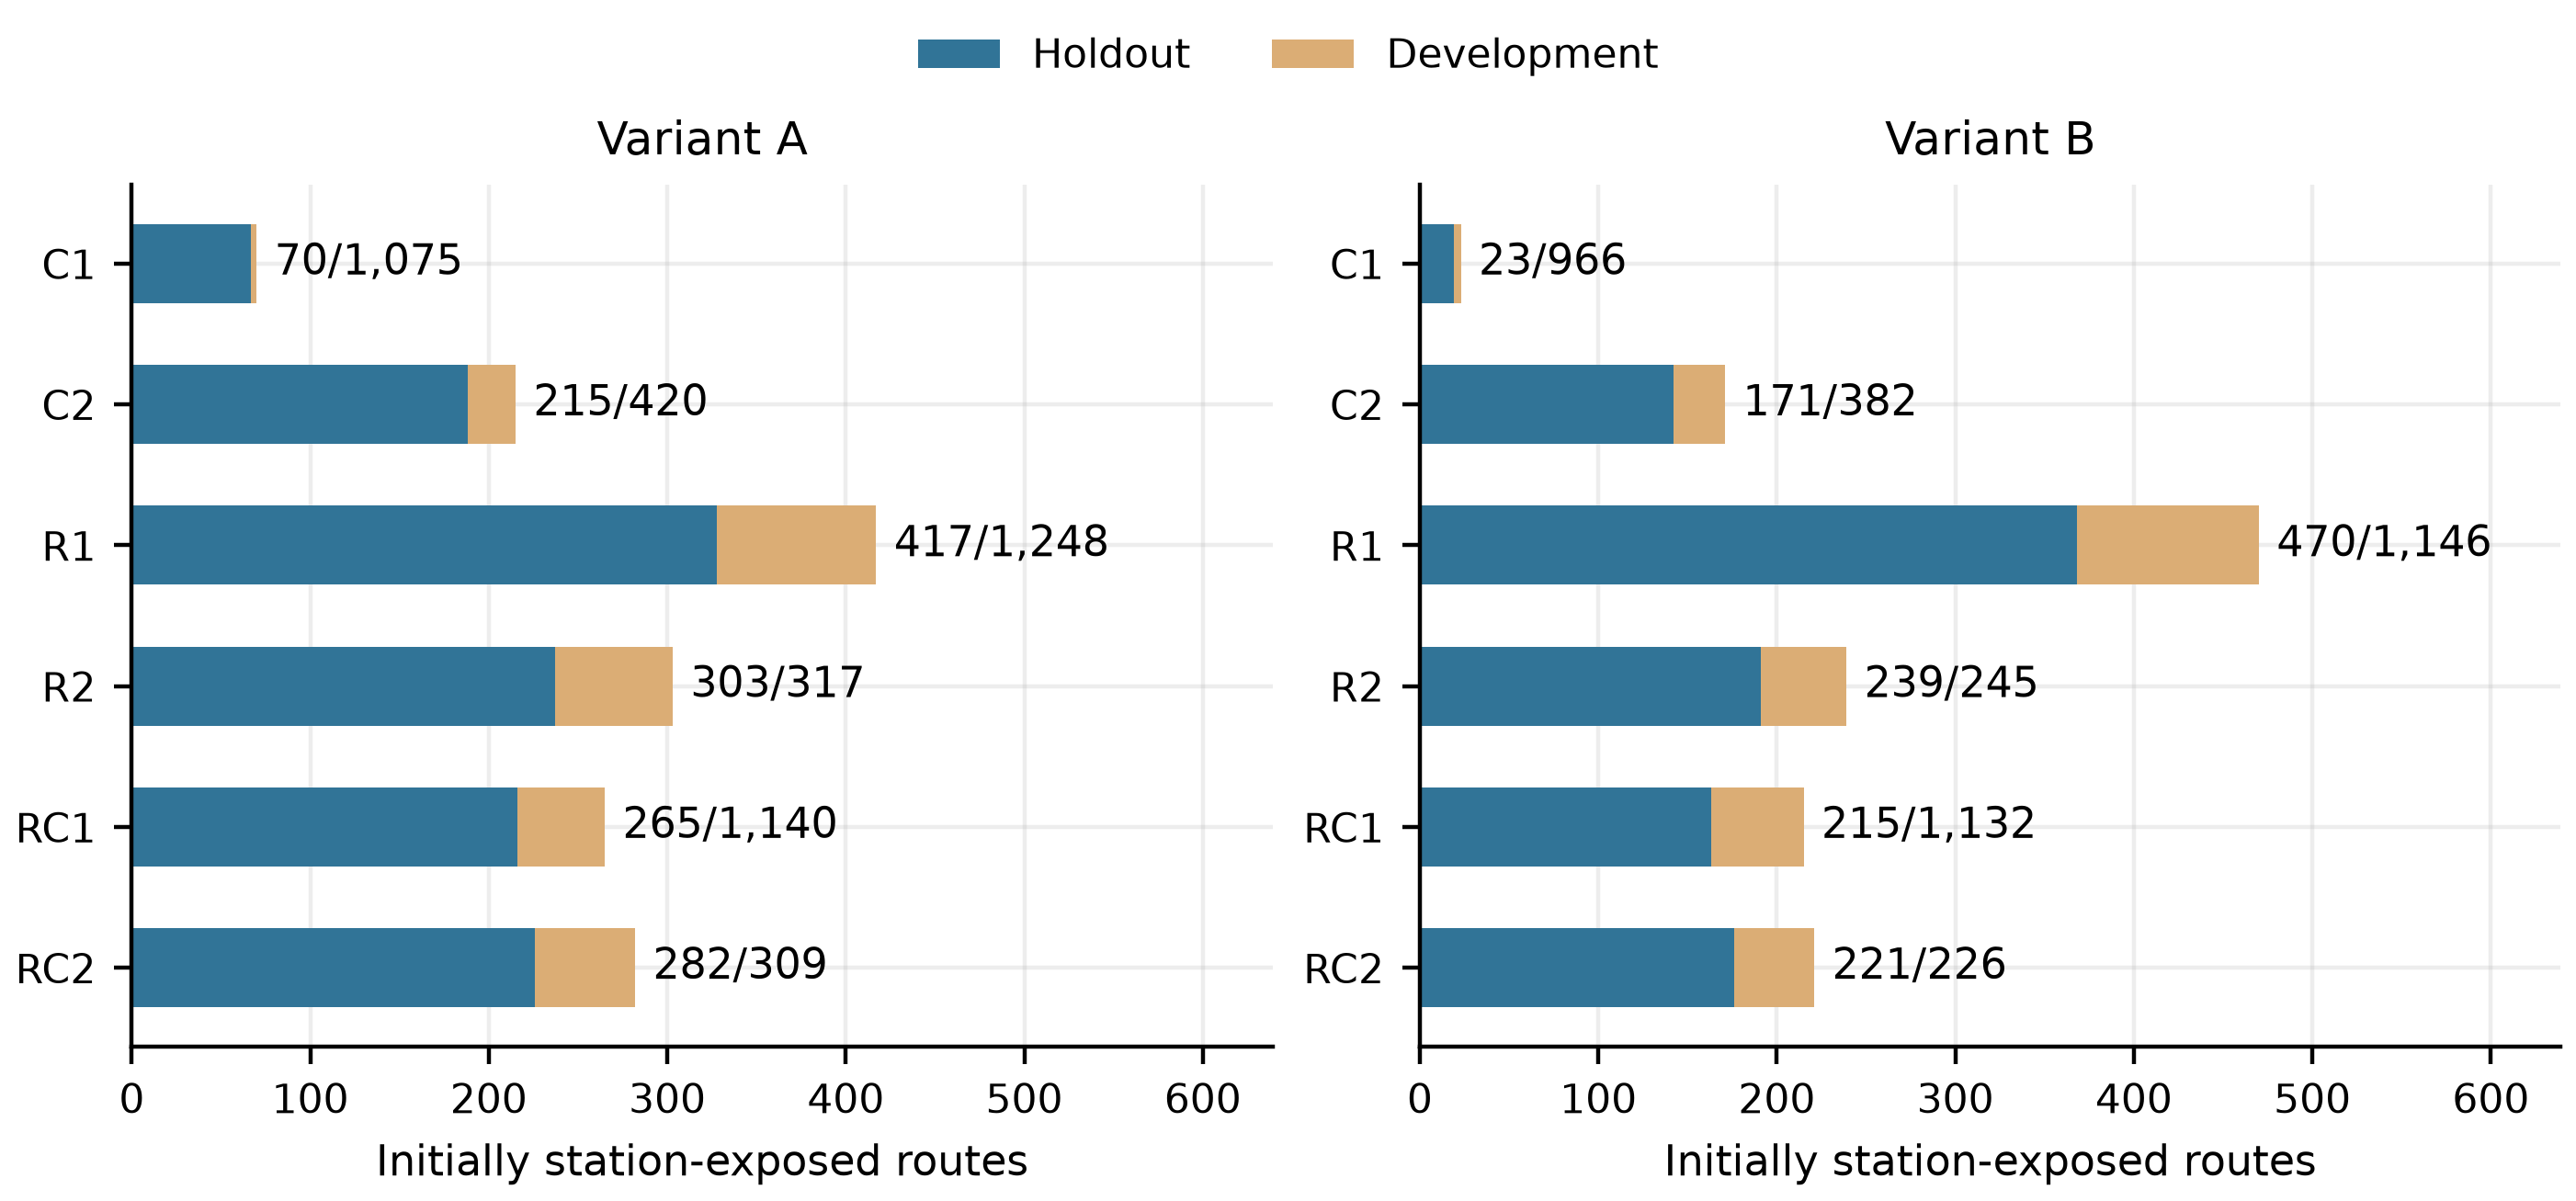 Holdout Development
Variant A
C1 70/1,075
C2 215/420
R1 417/1,248
R2 303/317
RC1 265/1,140
RC2 282/309
0 100 200 300 400 500 600
Initially station-exposed routes
Variant B
C1 23/966
C2 171/382
R1 470/1,146
R2 239/245
RC1 215/1,132
RC2 221/226
0 100 200 300 400 500 600
Initially station-exposed routes